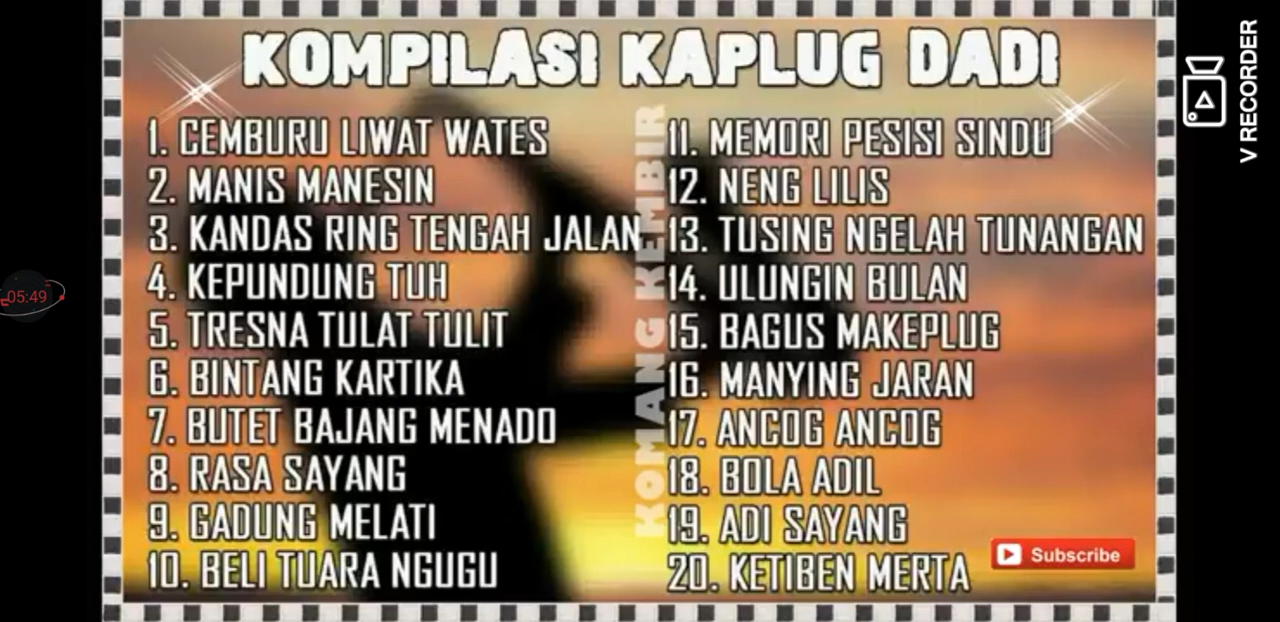 KOMPILASI KAPLUG DADI
1. CEMBURU LIWAT WATES
2. MANIS MANESIN
3. KANDAS RING TENGAH JALAN
4. KEPUNDUNG TUH
5. TRESNA TULAT TULIT
6. BINTANG KARTIKA
7. BUTET BAJANG MENADO
8. RASA SAYANG
9. GADUNG MELATI
10. BELI TUARA NGUGU
KOMANG KEMBIR
11. MEMORI PESISI SINDU
12. NENG LILIS
13. TUSING NGELAH TUNANGAN
14. ULUNGIN BULAN
15. BAGUS MAKEPLUG
16. MANYING JARAN
17. ANCOG ANCOG
18. BOLA ADIL
19. ADI SAYANG
20. KETIBEN MERTA
Subscribe
V RECORDER
05:49